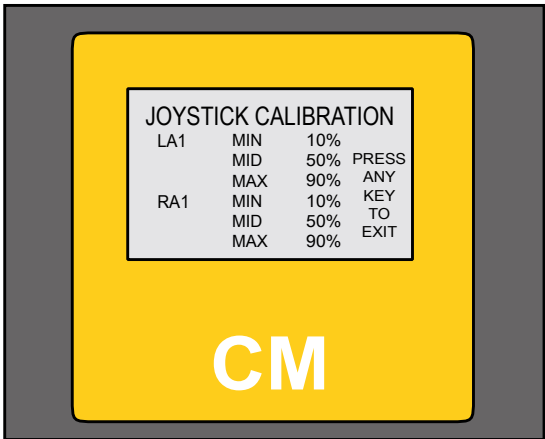 JOYSTICK CALIBRATION
LA1 MIN 10%
MID 50%
MAX 90%
RA1 MIN 10%
MID 50%
MAX 90%
PRESS
ANY
KEY
TO
EXIT
CM